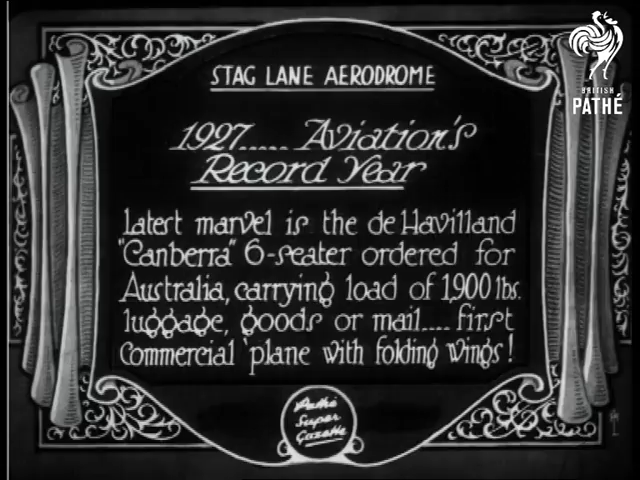 STAG LANE AERODROME
BRITISH
PATHÉ
1927..... Aviation's
Record Year
Latest marvel is the de Havilland
"Canberra" 6-seater ordered for
Australia, carrying load of 1,900 lbs.
luggage, goods or mail.... first
Commercial 'plane with folding wings!
Pathé
Super
Gazette